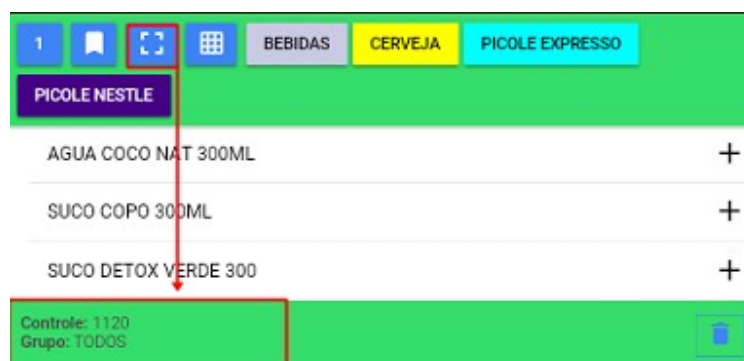 1 BEBIDAS CERVEJA PICOLE EXPRESSO
PICOLE NESTLE
AGUA COCO NAT 300ML
SUCO COPO 300ML
SUCO DETOX VERDE 300
Controle: 1120
Grupo: TODOS